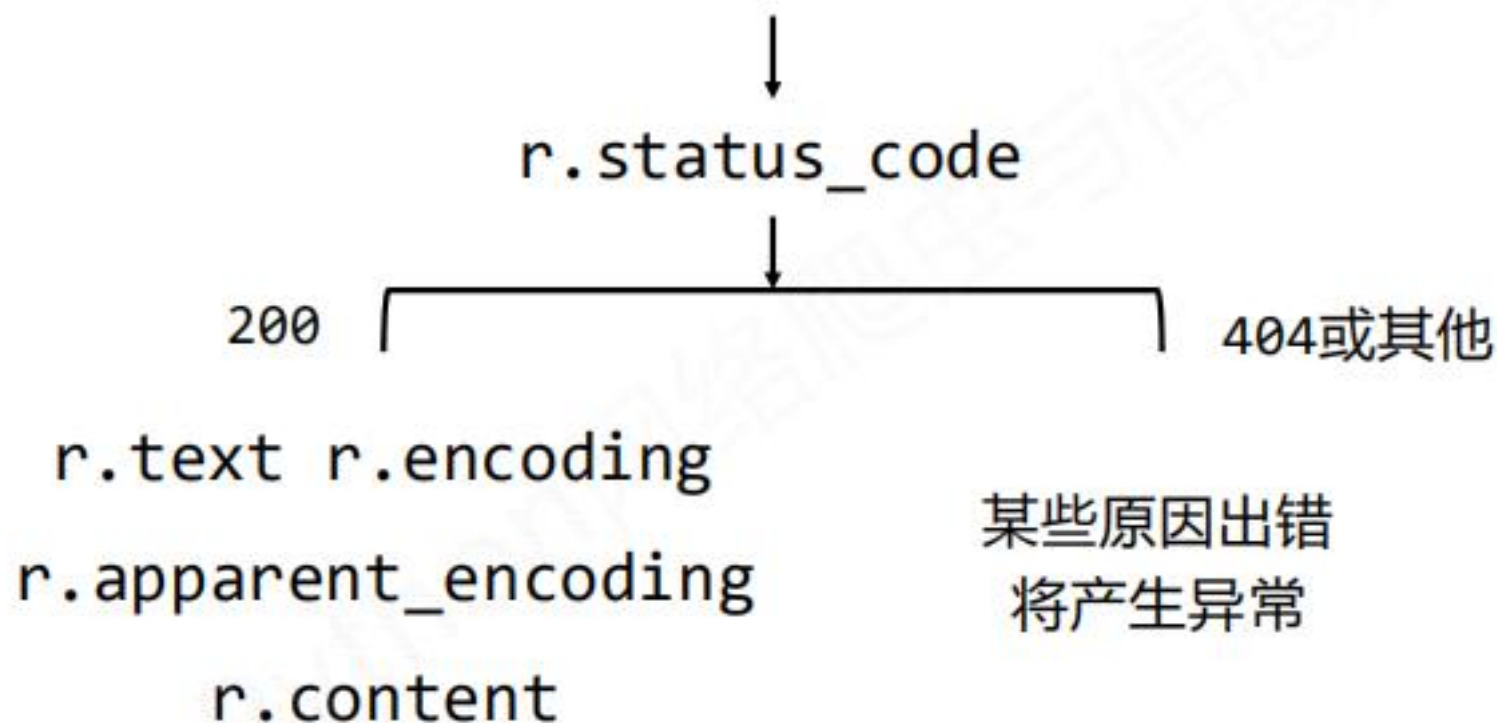 r.status_code
200
404或其他
r.text r.encoding
r.apparent_encoding
r.content
某些原因出错
将产生异常